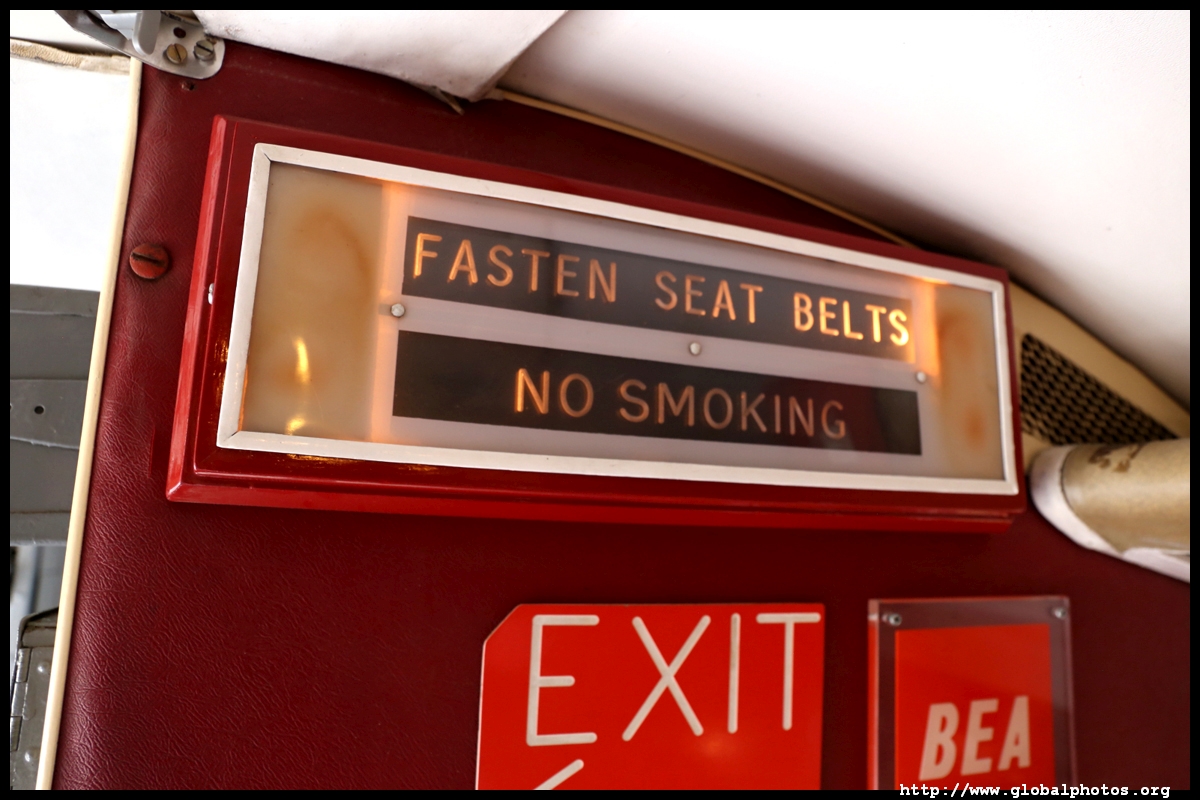 FASTEN SEAT BELTS
NO SMOKING
EXIT
BEA
http://www.globalphotos.org